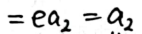 = ea₂ = a₂